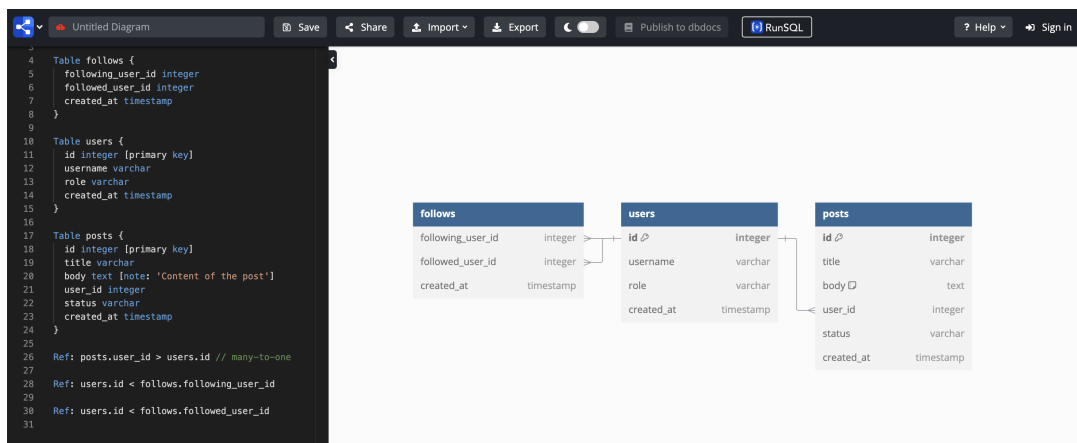 Untitled Diagram
Save
Share
Import
Export
Publish to dbdocs
RunSQL
? Help
Sign in
4 Table follows {
5 following_user_id integer
6 followed_user_id integer
7 created_at timestamp
8 }
9
10 Table users {
11 id integer [primary key]
12 username varchar
13 role varchar
14 created_at timestamp
15 }
16
17 Table posts {
18 id integer [primary key]
19 title varchar
20 body text [note: 'Content of the post']
21 user_id integer
22 status varchar
23 created_at timestamp
24 }
25
26 Ref: posts.user_id > users.id // many-to-one
27
28 Ref: users.id < follows.following_user_id
29
30 Ref: users.id < follows.followed_user_id
31
follows
following_user_id integer
followed_user_id integer
created_at timestamp
users
id integer
username varchar
role varchar
created_at timestamp
posts
id integer
title varchar
body text
user_id integer
status varchar
created_at timestamp